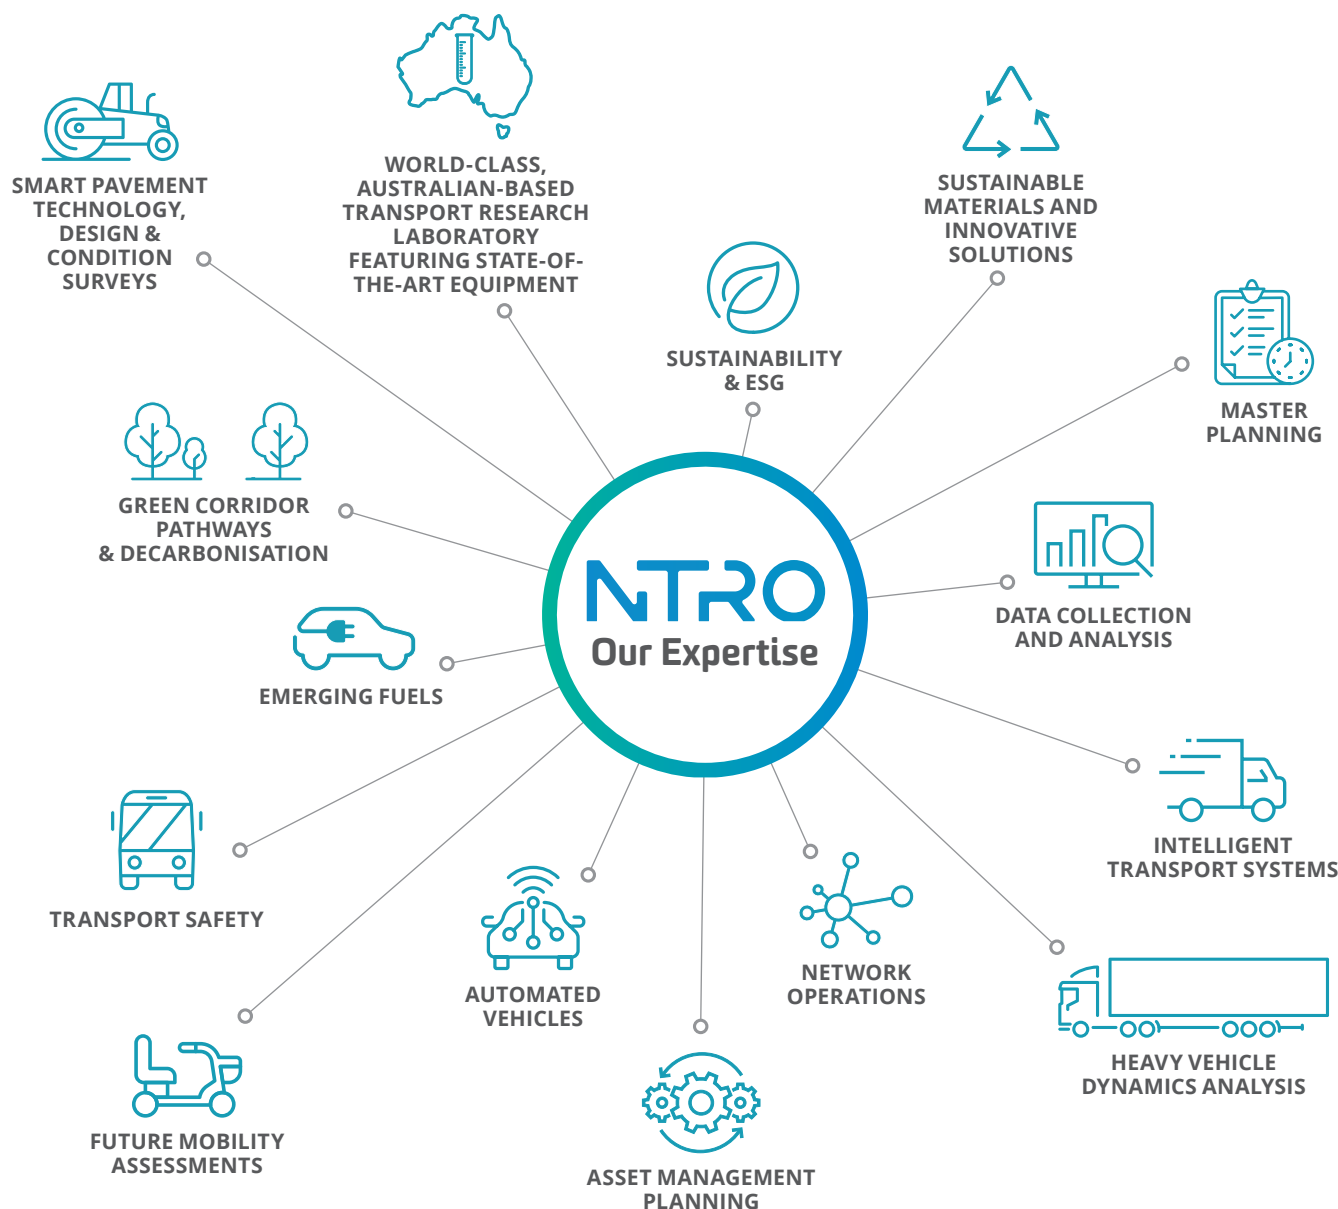 WORLD-CLASS,
AUSTRALIAN-BASED
TRANSPORT RESEARCH
LABORATORY
FEATURING STATE-OF-
THE-ART EQUIPMENT
SMART PAVEMENT
TECHNOLOGY,
DESIGN &
CONDITION
SURVEYS
SUSTAINABLE
MATERIALS AND
INNOVATIVE
SOLUTIONS
SUSTAINABILITY
& ESG
MASTER
PLANNING
GREEN CORRIDOR
PATHWAYS
& DECARBONISATION
NTRO
Our Expertise
DATA COLLECTION
AND ANALYSIS
EMERGING FUELS
INTELLIGENT
TRANSPORT SYSTEMS
TRANSPORT SAFETY
AUTOMATED
VEHICLES
NETWORK
OPERATIONS
HEAVY VEHICLE
DYNAMICS ANALYSIS
FUTURE MOBILITY
ASSESSMENTS
ASSET MANAGEMENT
PLANNING